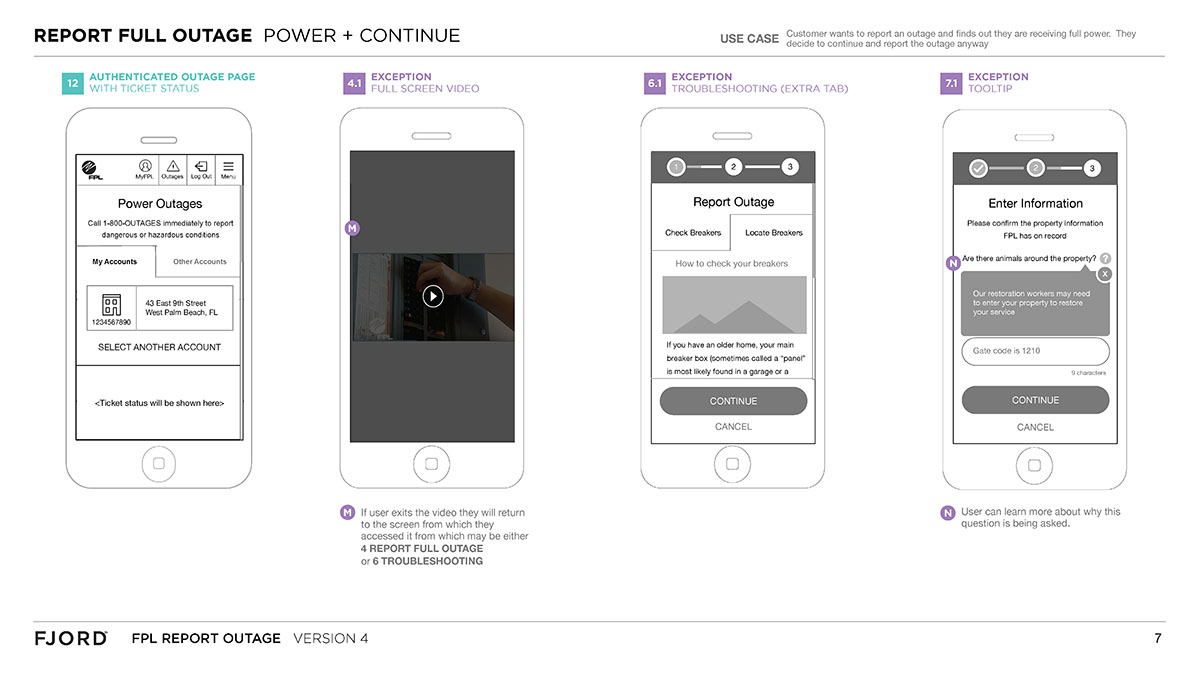 REPORT FULL OUTAGE POWER + CONTINUE
USE CASE
Customer wants to report an outage and finds out they are receiving full power. They
decide to continue and report the outage anyway
12
AUTHENTICATED OUTAGE PAGE
WITH TICKET STATUS
FPL
MyFPL
Outages
Log Out
Menu
Power Outages
Call 1-800-OUTAGES immediately to report
dangerous or hazardous conditions
My Accounts
Other Accounts
1234567890
43 East 9th Street
West Palm Beach, FL
SELECT ANOTHER ACCOUNT
<Ticket status will be shown here>
4.1
EXCEPTION
FULL SCREEN VIDEO
M
M
If user exits the video they will return
to the screen from which they
accessed it from which may be either
4 REPORT FULL OUTAGE
or 6 TROUBLESHOOTING
6.1
EXCEPTION
TROUBLESHOOTING (EXTRA TAB)
1
2
3
Report Outage
Check Breakers
Locate Breakers
How to check your breakers
If you have an older home, your main
breaker box (sometimes called a “panel”
is most likely found in a garage or a
CONTINUE
CANCEL
7.1
EXCEPTION
TOOLTIP
2
3
Enter Information
Please confirm the property information
FPL has on record
N
Are there animals around the property?
?
X
Our restoration workers may need
to enter your property to restore
your service
Gate code is 1210
9 characters
CONTINUE
CANCEL
N
User can learn more about why this
question is being asked.
FJORD
FPL REPORT OUTAGE VERSION 4
7